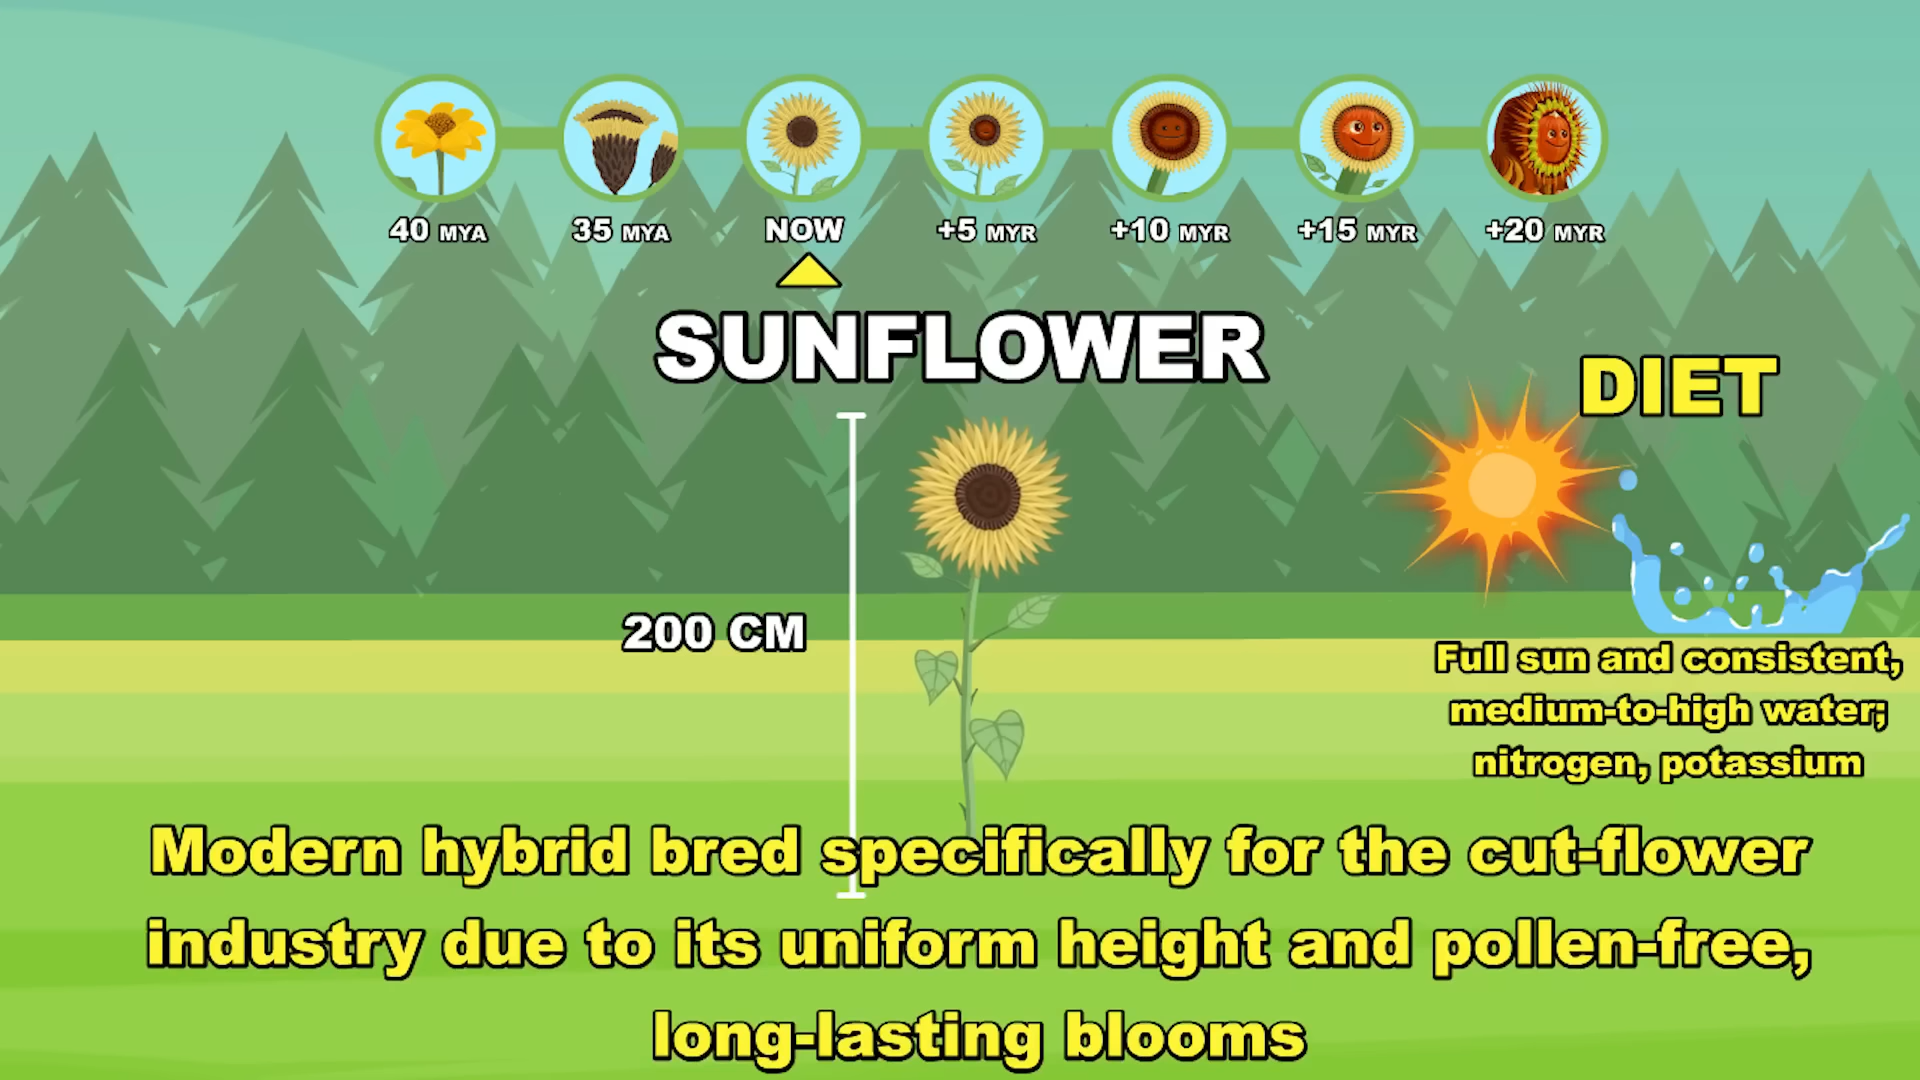 40 MYA
35 MYA
NOW
+5 MYR
+10 MYR
+15 MYR
+20 MYR
SUNFLOWER
DIET
200 CM
Full sun and consistent,
medium-to-high water;
nitrogen, potassium
Modern hybrid bred specifically for the cut-flower
industry due to its uniform height and pollen-free,
long-lasting blooms